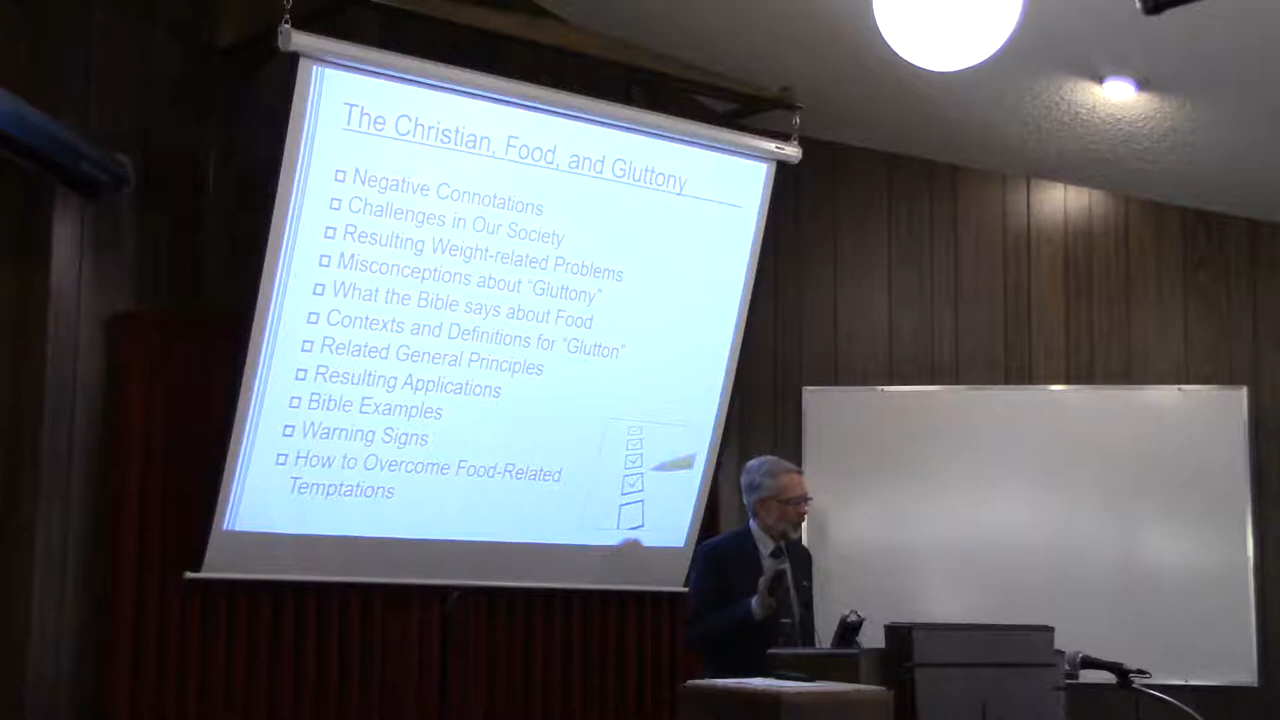 The Christian, Food, and Gluttony
Negative Connotations
Challenges in Our Society
Resulting Weight-related Problems
Misconceptions about “Gluttony”
What the Bible says about Food
Contexts and Definitions for “Glutton”
Related General Principles
Resulting Applications
Bible Examples
Warning Signs
How to Overcome Food-Related
Temptations